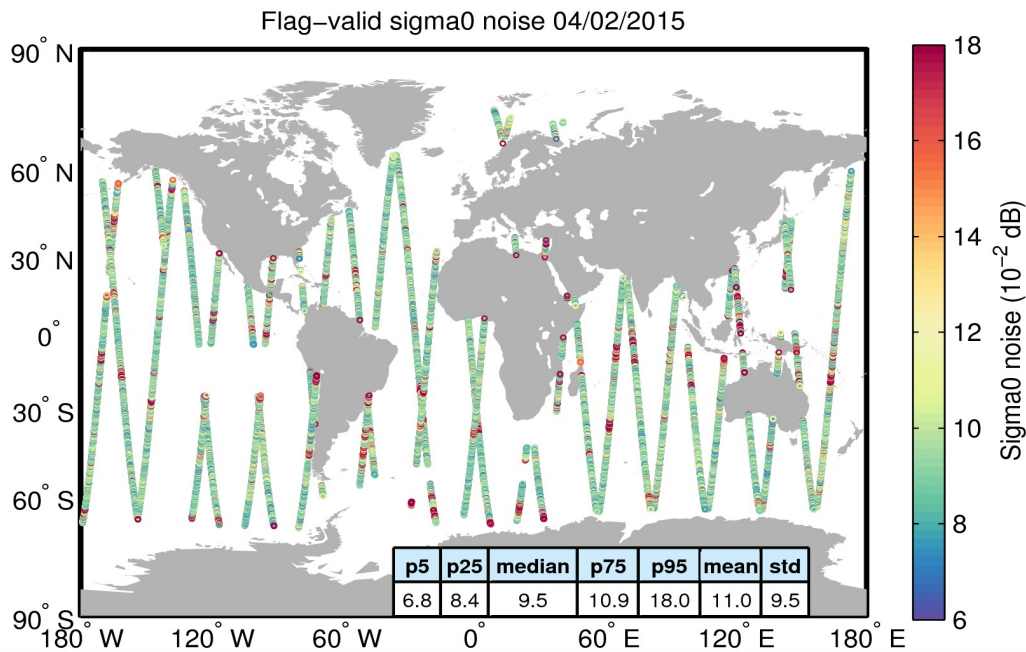 Flag−valid sigma0 noise 04/02/2015
90° N
60° N
30° N
0°
30° S
60° S
90° S
180° W
120° W
60° W
0°
60° E
120° E
180° E
p5 p25 median p75 p95 mean std
6.8 8.4 9.5 10.9 18.0 11.0 9.5
18
16
14
12
10
8
6
Sigma0 noise (10⁻² dB)